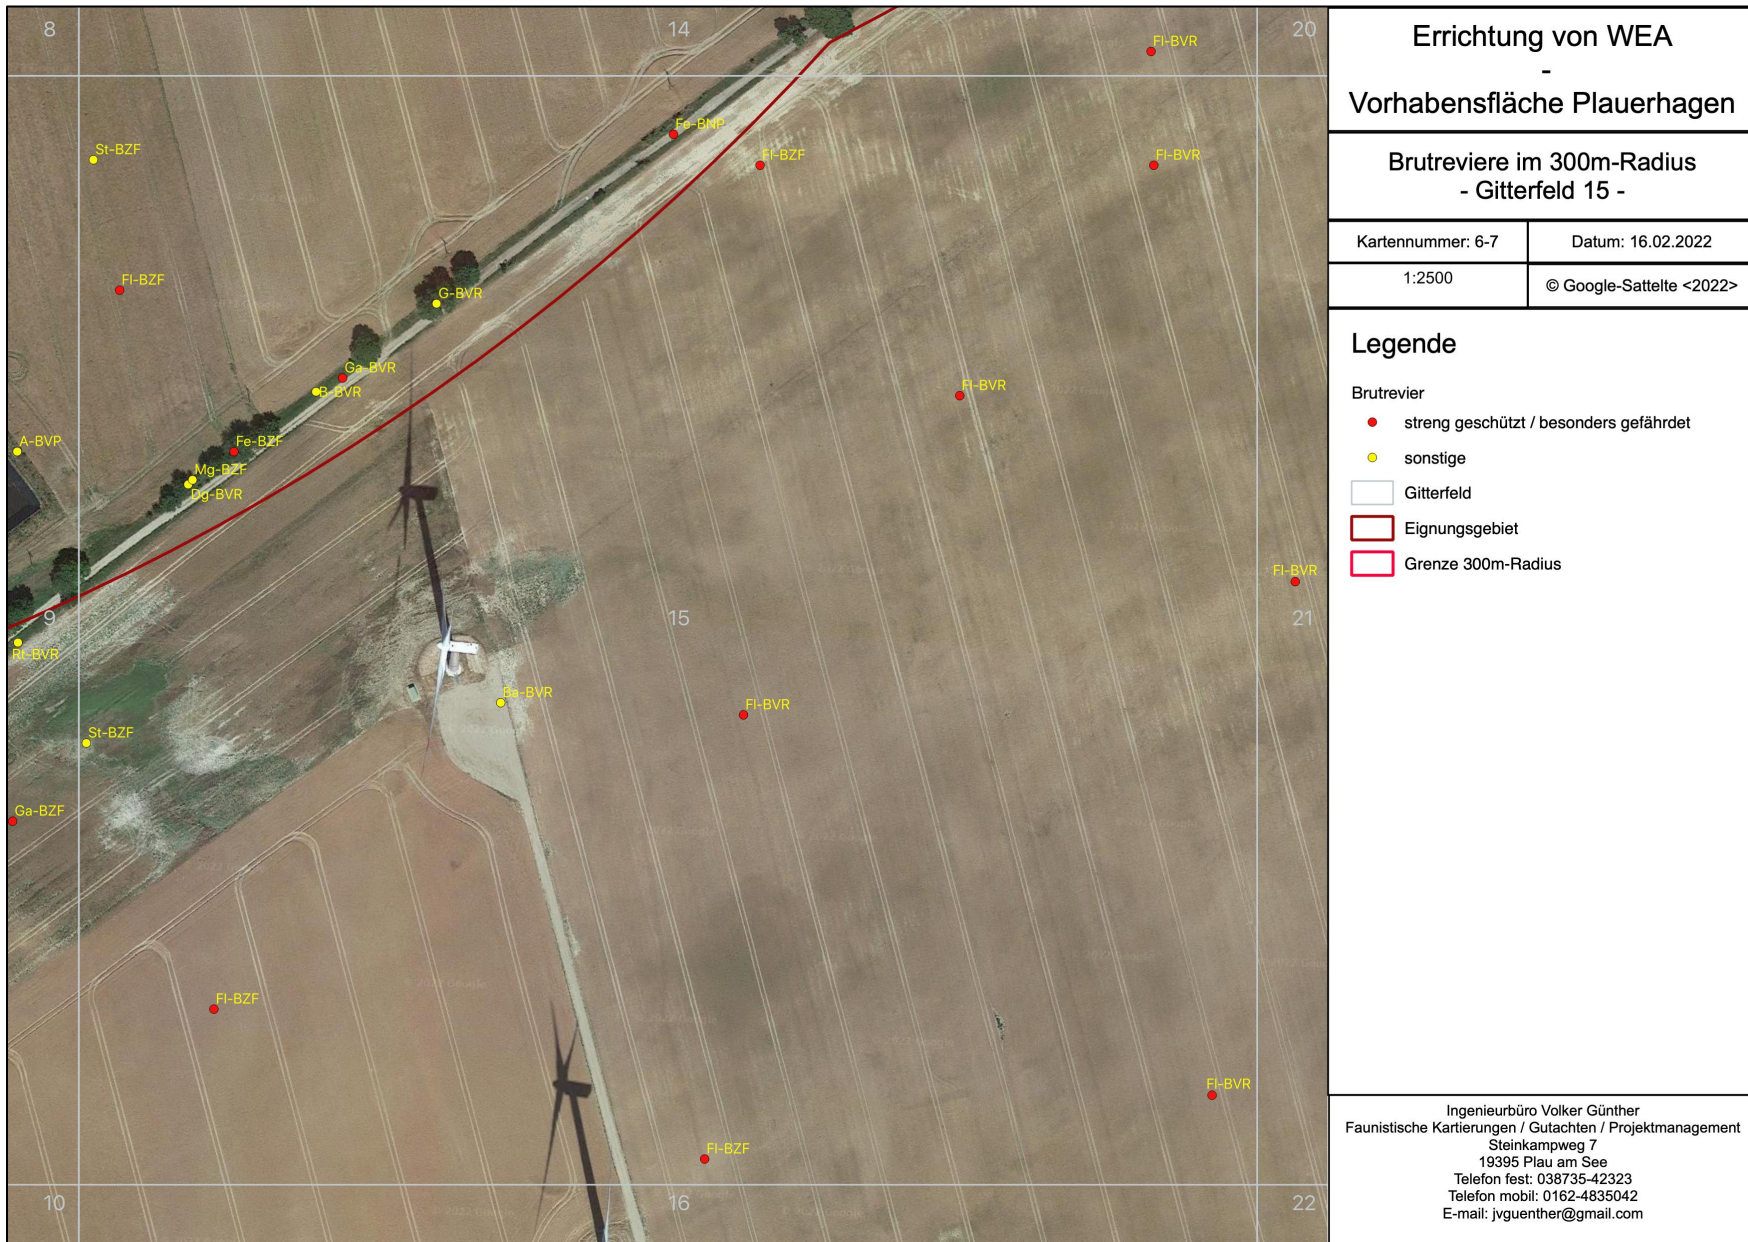 8
14
20
Fl-BVR
Fe-BNP
St-BZF
Fl-BZF
Fl-BVR
Fl-BZF
G-BVR
Ga-BVR
B-BVR
Fl-BVR
A-BVP
Fe-BZF
Mg-BZF
Dg-BVR
Fl-BVR
9
15
21
Rt-BVR
Ba-BVR
Fl-BVR
St-BZF
Ga-BZF
Fl-BZF
Fl-BVR
Fl-BZF
10
16
22
Errichtung von WEA
-
Vorhabensfläche Plauerhagen
Brutreviere im 300m-Radius
- Gitterfeld 15 -
Kartennummer: 6-7
Datum: 16.02.2022
1:2500
© Google-Sattelte <2022>
Legende
Brutrevier
streng geschützt / besonders gefährdet
sonstige
Gitterfeld
Eignungsgebiet
Grenze 300m-Radius
Ingenieurbüro Volker Günther
Faunistische Kartierungen / Gutachten / Projektmanagement
Steinkampweg 7
19395 Plau am See
Telefon fest: 038735-42323
Telefon mobil: 0162-4835042
E-mail: jvguenther@gmail.com